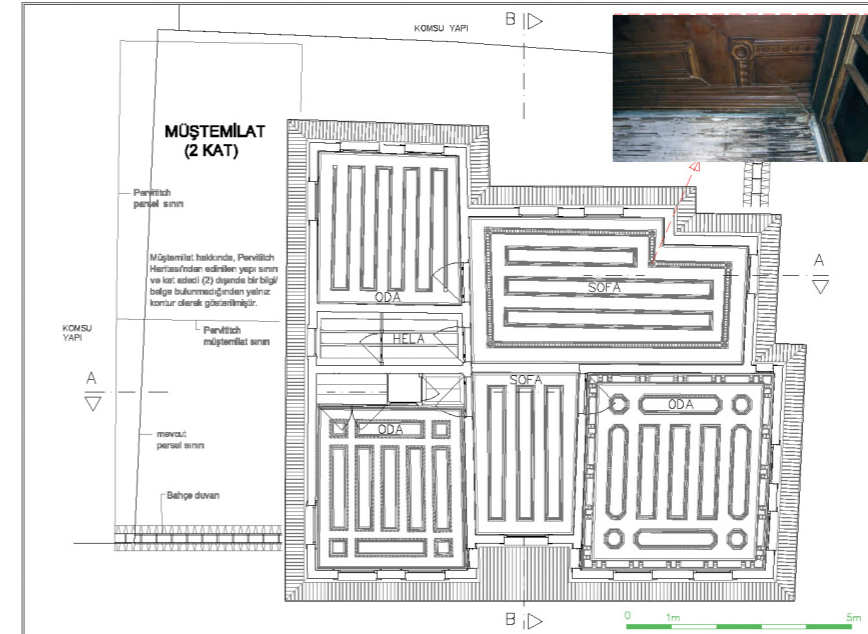 B
KOMSU YAPI
MÜŞTEMİLAT
(2 KAT)
Pervititch
parsel sınırı
Müştemilat hakkında, Pervititch
Haritası'ndan edinilen yapı sınırı
ve kat adedi (2) dışında bir bilgi/
belge bulunmadığından yalnız
kontur olarak gösterilmiştir.
A
SOFA
ODA
KOMSU
YAPI
Pervititch
müştemilat sınırı
HELA
A
SOFA
ODA
ODA
mevcut
parsel sınırı
Bahçe duvarı
B
0 1m 5m